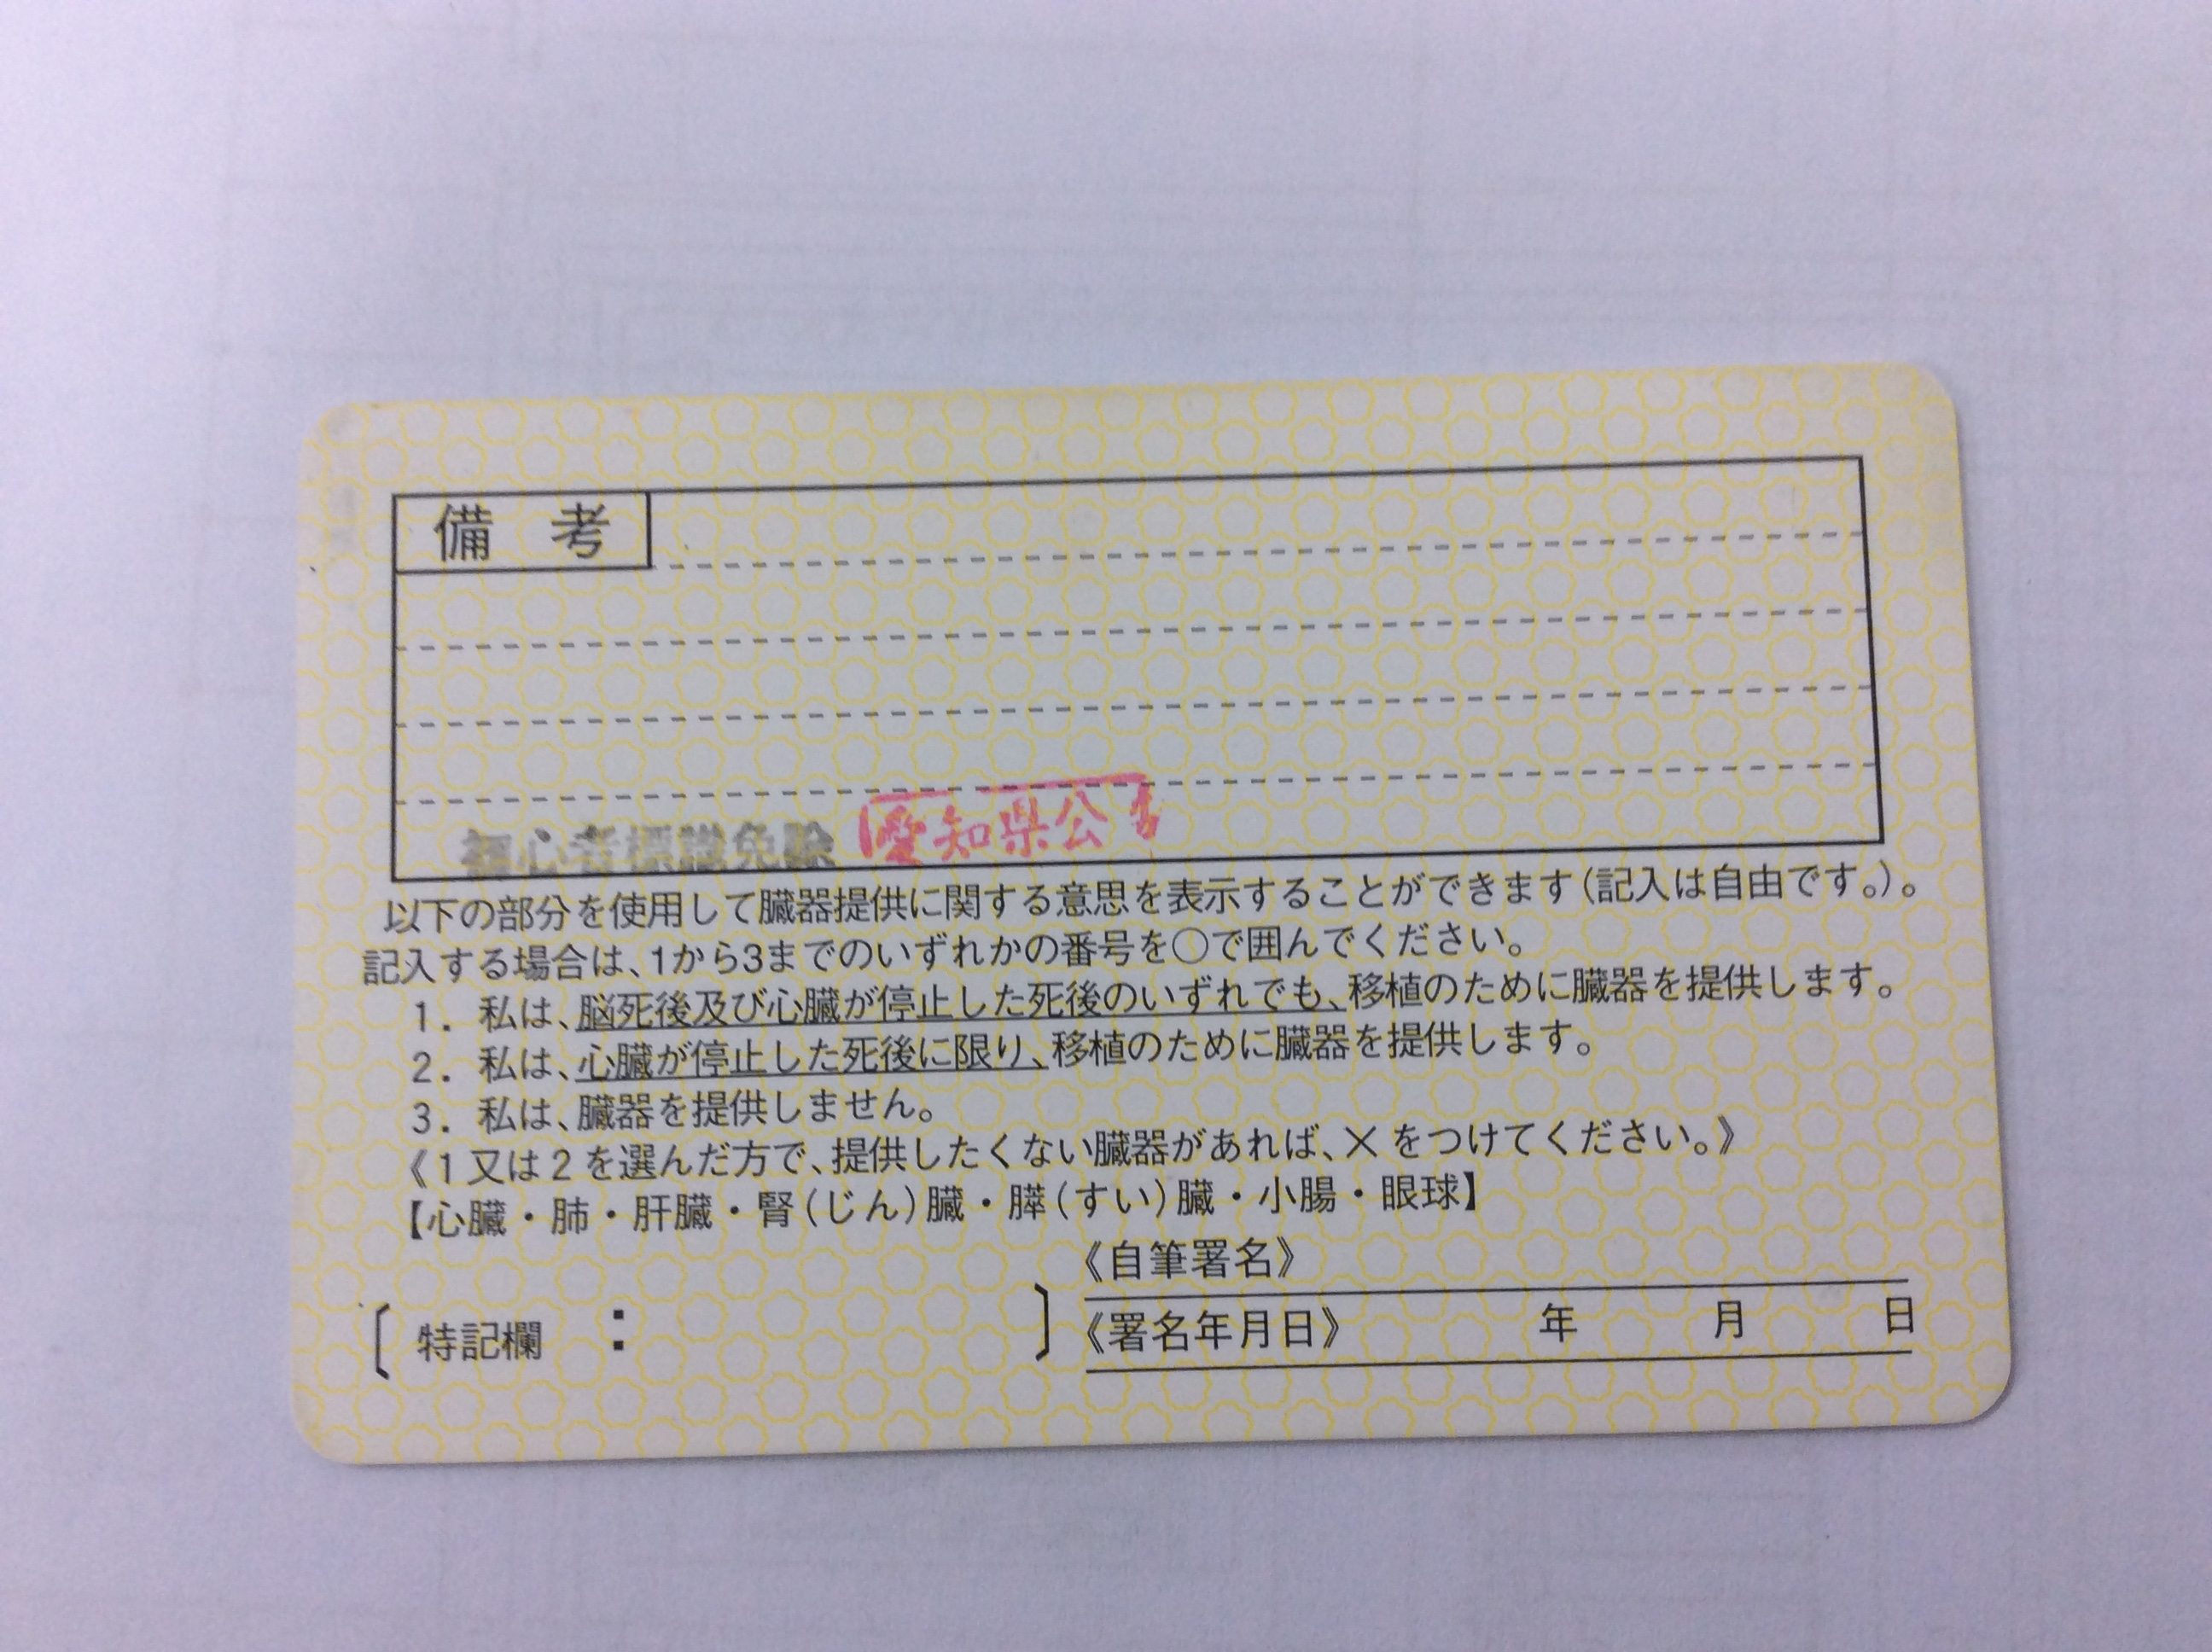 備考
初心者標識免除 愛知県公
以下の部分を使用して臓器提供に関する意思を表示することができます(記入は自由です。)。
記入する場合は、1から3までのいずれかの番号を○で囲んでください。
1. 私は、脳死後及び心臓が停止した死後のいずれでも、移植のために臓器を提供します。
2. 私は、心臓が停止した死後に限り、移植のために臓器を提供します。
3. 私は、臓器を提供しません。
《1又は2を選んだ方で、提供したくない臓器があれば、×をつけてください。》
【心臓・肺・肝臓・腎(じん)臓・膵(すい)臓・小腸・眼球】
《自筆署名》
〔特記欄 : 〕
《署名年月日》 年 月 日